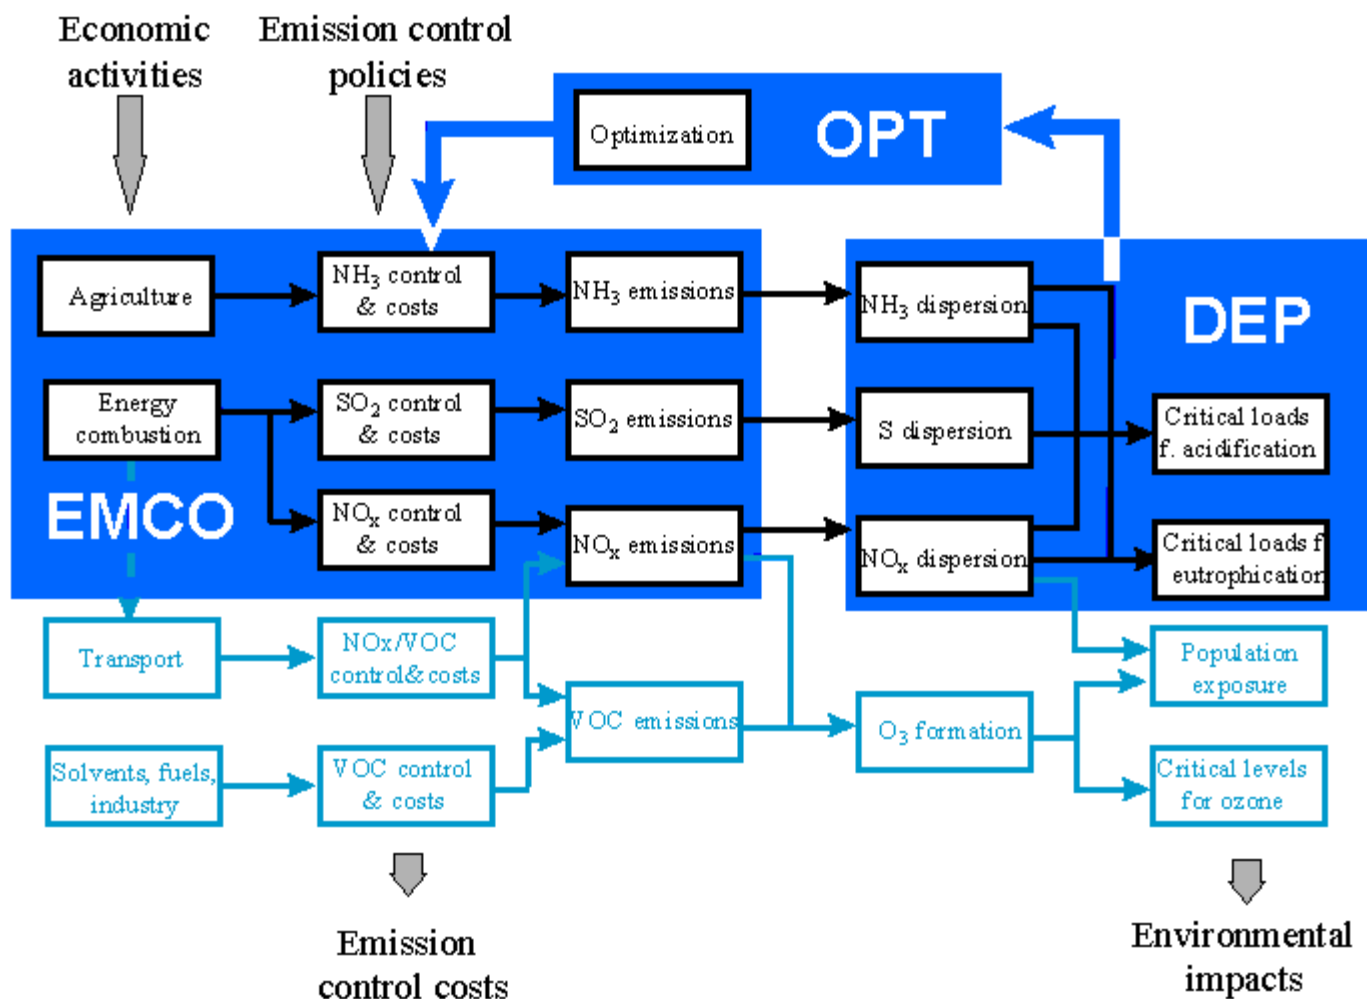 Economic
activities
Emission control
policies
Optimization
OPT
Agriculture
NH₃ control
& costs
NH₃ emissions
NH₃ dispersion
DEP
Energy
combustion
SO₂ control
& costs
SO₂ emissions
S dispersion
Critical loads
f. acidification
EMCO
NOₓ control
& costs
NOₓ emissions
NOₓ dispersion
Critical loads f
eutrophication
Transport
NOx/VOC
control& costs
VOC emissions
O₃ formation
Population
exposure
Solvents, fuels,
industry
VOC control
& costs
Critical levels
for ozone
Emission
control costs
Environmental
impacts